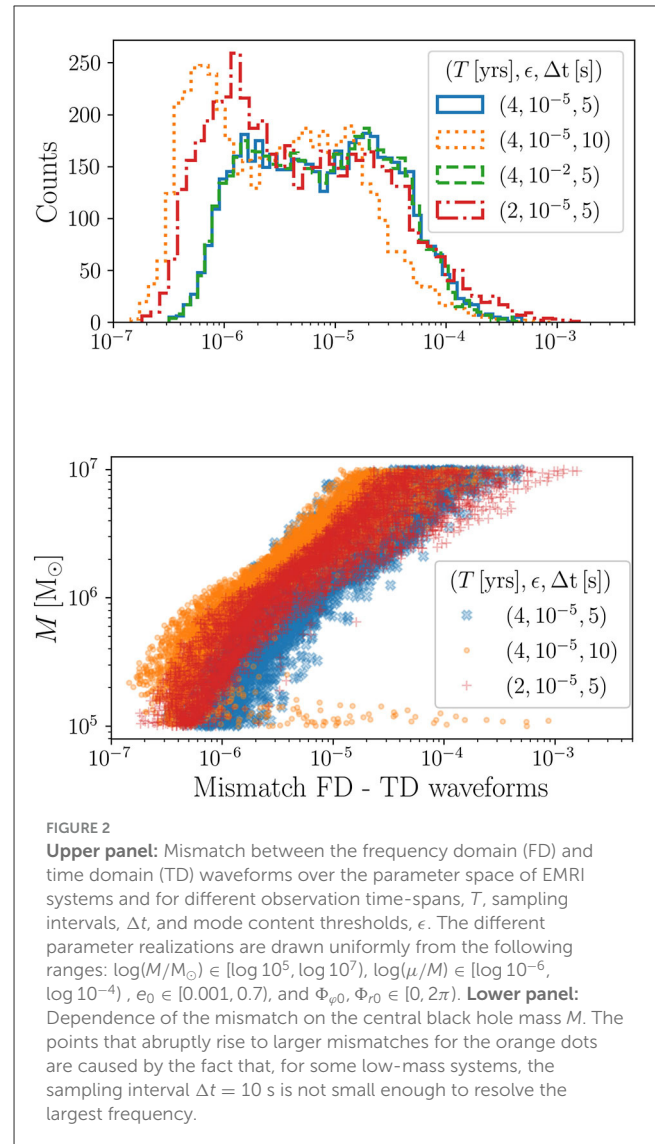 (T [yrs], ϵ, Δt [s])
(4, 10⁻⁵, 5)
(4, 10⁻⁵, 10)
(4, 10⁻², 5)
(2, 10⁻⁵, 5)
Counts
250
200
150
100
50
0
10⁻⁷ 10⁻⁶ 10⁻⁵ 10⁻⁴ 10⁻³
M [M⊙]
10⁷
10⁶
10⁵
(T [yrs], ϵ, Δt [s])
(4, 10⁻⁵, 5)
(4, 10⁻⁵, 10)
(2, 10⁻⁵, 5)
10⁻⁷ 10⁻⁶ 10⁻⁵ 10⁻⁴ 10⁻³
Mismatch FD - TD waveforms
FIGURE 2
Upper panel: Mismatch between the frequency domain (FD) and
time domain (TD) waveforms over the parameter space of EMRI
systems and for different observation time-spans, T, sampling
intervals, Δt, and mode content thresholds, ϵ. The different
parameter realizations are drawn uniformly from the following
ranges: log(M/M⊙) ∈ [log 10⁵, log 10⁷), log(μ/M) ∈ [log 10⁻⁶,
log 10⁻⁴) , e₀ ∈ [0.001, 0.7), and Φφ0, Φr0 ∈ [0, 2π). Lower panel:
Dependence of the mismatch on the central black hole mass M. The
points that abruptly rise to larger mismatches for the orange dots
are caused by the fact that, for some low-mass systems, the
sampling interval Δt = 10 s is not small enough to resolve the
largest frequency.